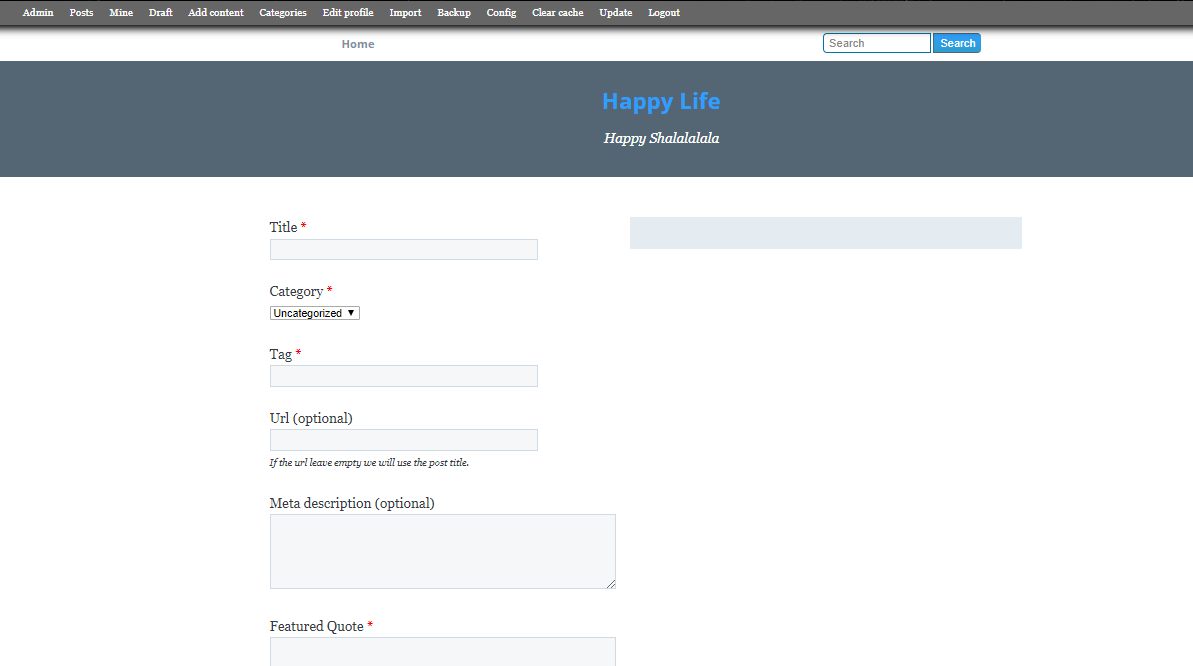 Admin Posts Mine Draft Add content Categories Edit profile Import Backup Config Clear cache Update Logout
Home Search Search
Happy Life
Happy Shalalalala
Title *
Category *
Uncategorized ▼
Tag *
Url (optional)
If the url leave empty we will use the post title.
Meta description (optional)
Featured Quote *